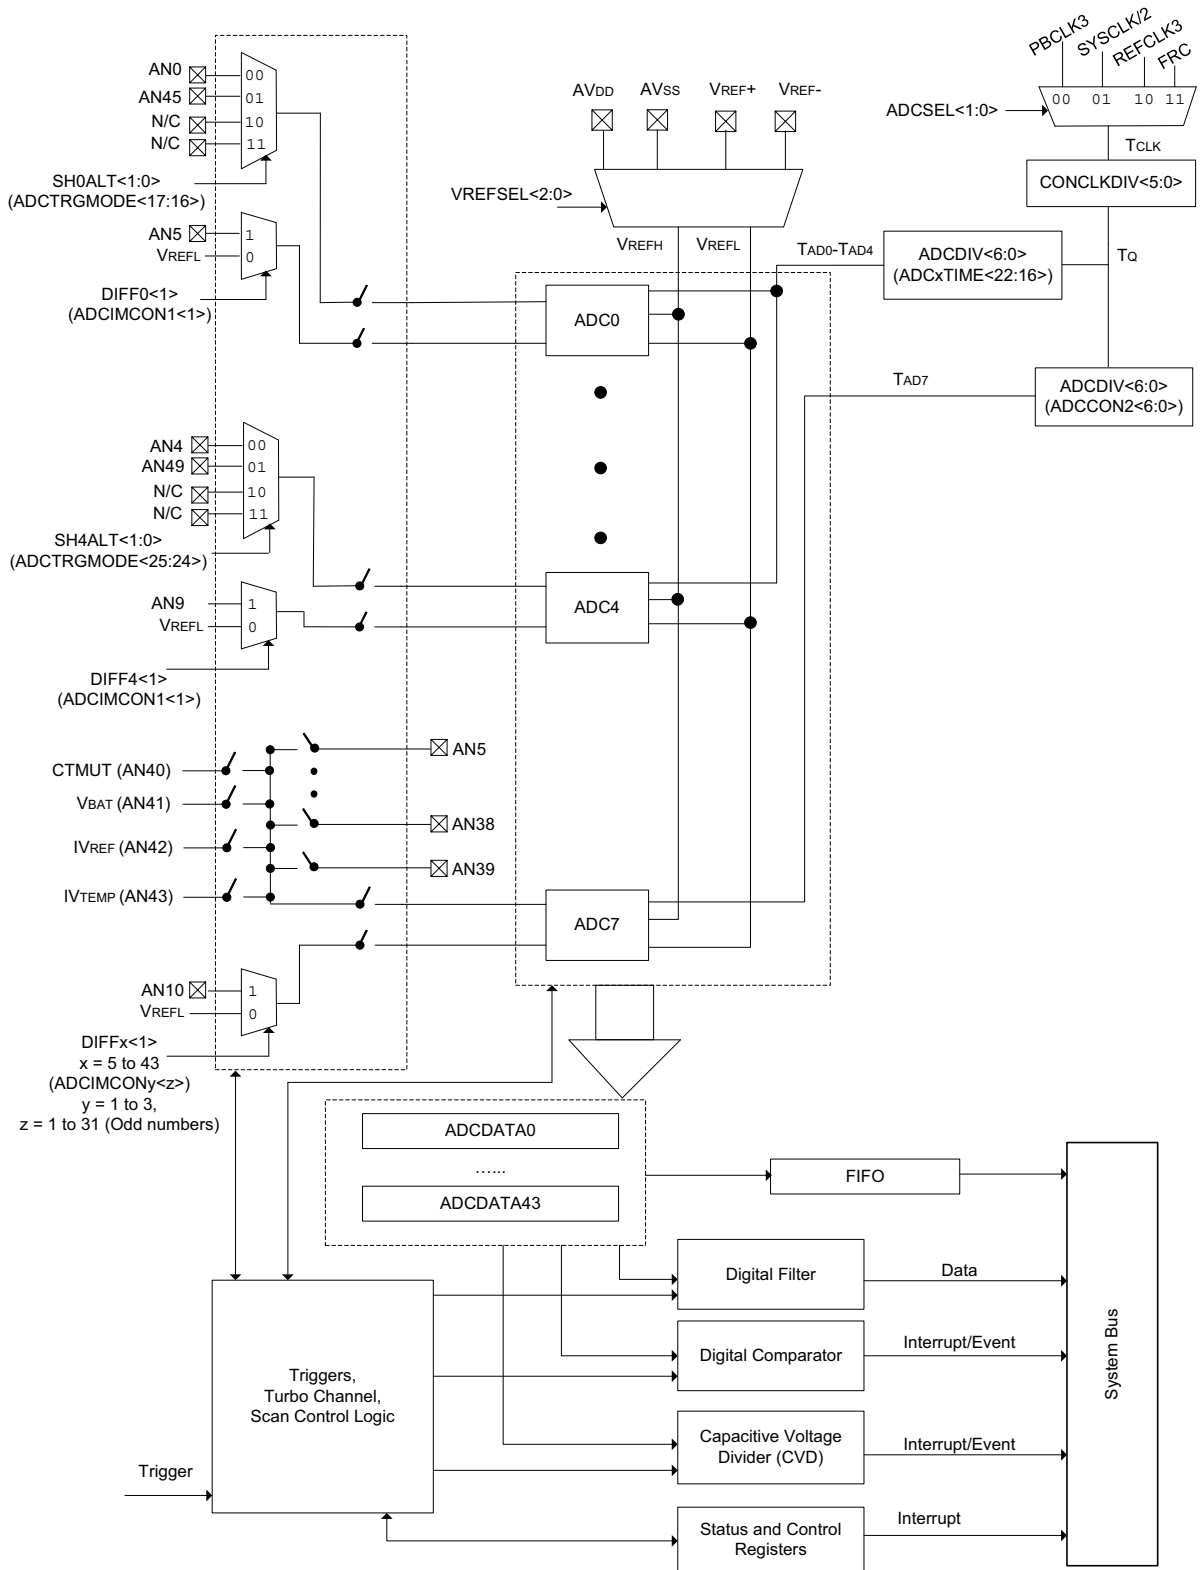 PBCLK3
SYSCLK/2
REFCLK3
FRC
00 01 10 11
ADCSEL<1:0>
TCLK
CONCLKDIV<5:0>
TQ
AVDD AVSS VREF+ VREF-
VREFSEL<2:0>
VREFH VREFL
TAD0-TAD4
ADCDIV<6:0>
(ADCxTIME<22:16>)
TAD7
ADCDIV<6:0>
(ADCCON2<6:0>)
AN0 00
AN45 01
N/C 10
N/C 11
SH0ALT<1:0>
(ADCTRGMODE<17:16>)
AN5 1
VREFL 0
DIFF0<1>
(ADCIMCON1<1>)
ADC0
AN4 00
AN49 01
N/C 10
N/C 11
SH4ALT<1:0>
(ADCTRGMODE<25:24>)
AN9 1
VREFL 0
DIFF4<1>
(ADCIMCON1<1>)
ADC4
AN5
CTMUT (AN40)
VBAT (AN41)
AN38
IVREF (AN42)
AN39
IVTEMP (AN43)
ADC7
AN10 1
VREFL 0
DIFFx<1>
x = 5 to 43
(ADCIMCONy<z>)
y = 1 to 3,
z = 1 to 31 (Odd numbers)
ADCDATA0
…...
ADCDATA43
FIFO
Digital Filter
Data
Digital Comparator
Interrupt/Event
Capacitive Voltage
Divider (CVD)
Interrupt/Event
Status and Control
Registers
Interrupt
System Bus
Triggers,
Turbo Channel,
Scan Control Logic
Trigger